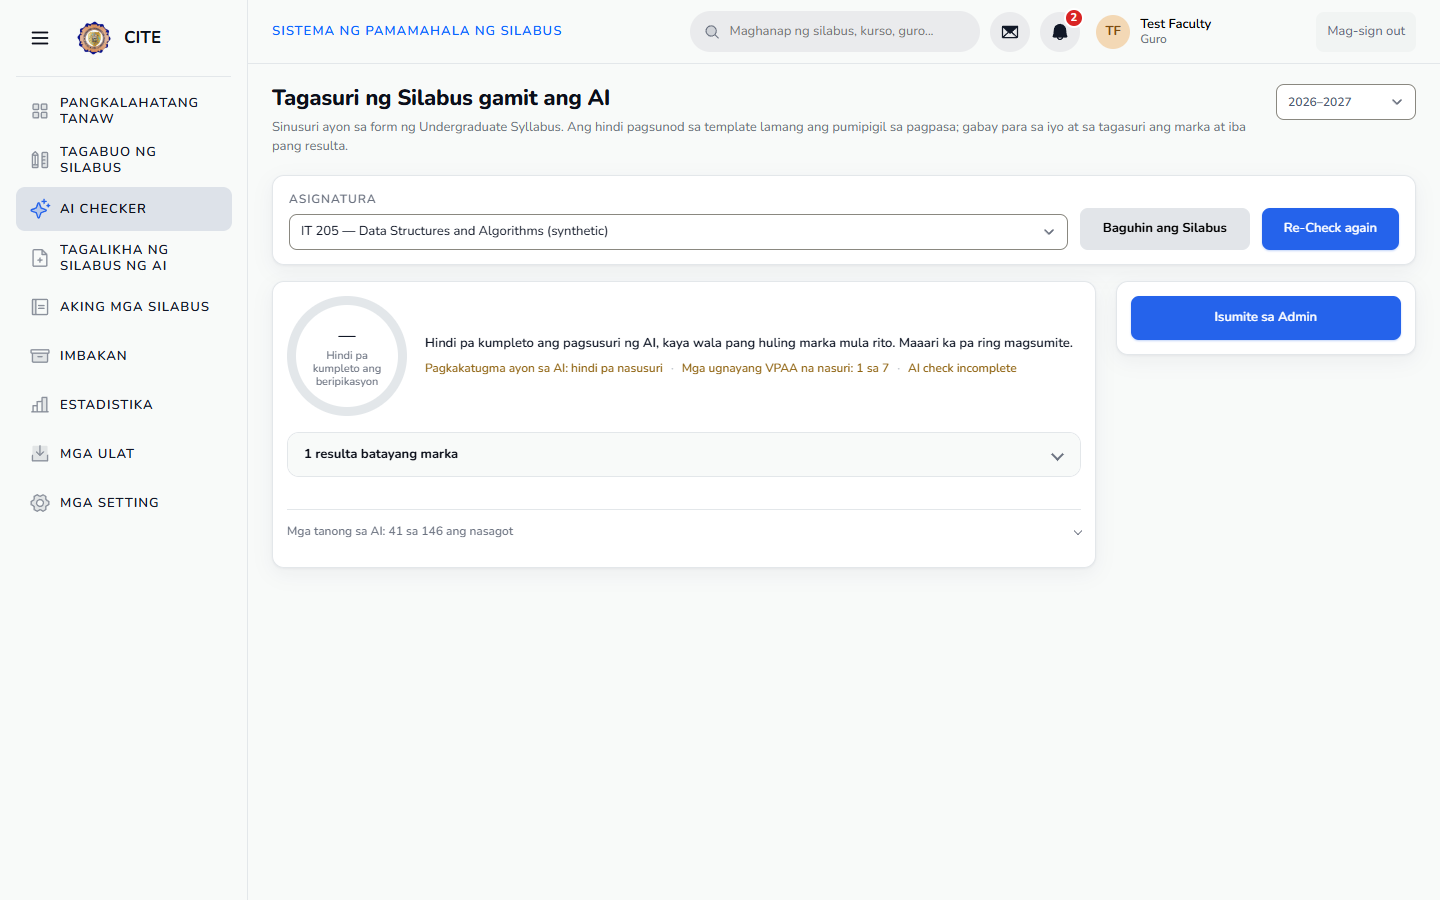 CITE
PANGKALAHATANG
TANAW
TAGABUO NG
SILABUS
AI CHECKER
TAGALIKHA NG
SILABUS NG AI
AKING MGA SILABUS
IMBAKAN
ESTADISTIKA
MGA ULAT
MGA SETTING
SISTEMA NG PAMAMAHALA NG SILABUS
Maghanap ng silabus, kurso, guro...
2
TF
Test Faculty
Guro
Mag-sign out
Tagasuri ng Silabus gamit ang AI
Sinusuri ayon sa form ng Undergraduate Syllabus. Ang hindi pagsunod sa template lamang ang pumipigil sa pagpasa; gabay para sa iyo at sa tagasuri ang marka at iba
pang resulta.
2026–2027
ASIGNATURA
IT 205 — Data Structures and Algorithms (synthetic)
Baguhin ang Silabus
Re-Check again
—
Hindi pa
kumpleto ang
beripikasyon
Hindi pa kumpleto ang pagsusuri ng AI, kaya wala pang huling marka mula rito. Maaari ka pa ring magsumite.
Pagkakatugma ayon sa AI: hindi pa nasusuri · Mga ugnayang VPAA na nasuri: 1 sa 7 · AI check incomplete
1 resulta batayang marka
Mga tanong sa AI: 41 sa 146 ang nasagot
Isumite sa Admin